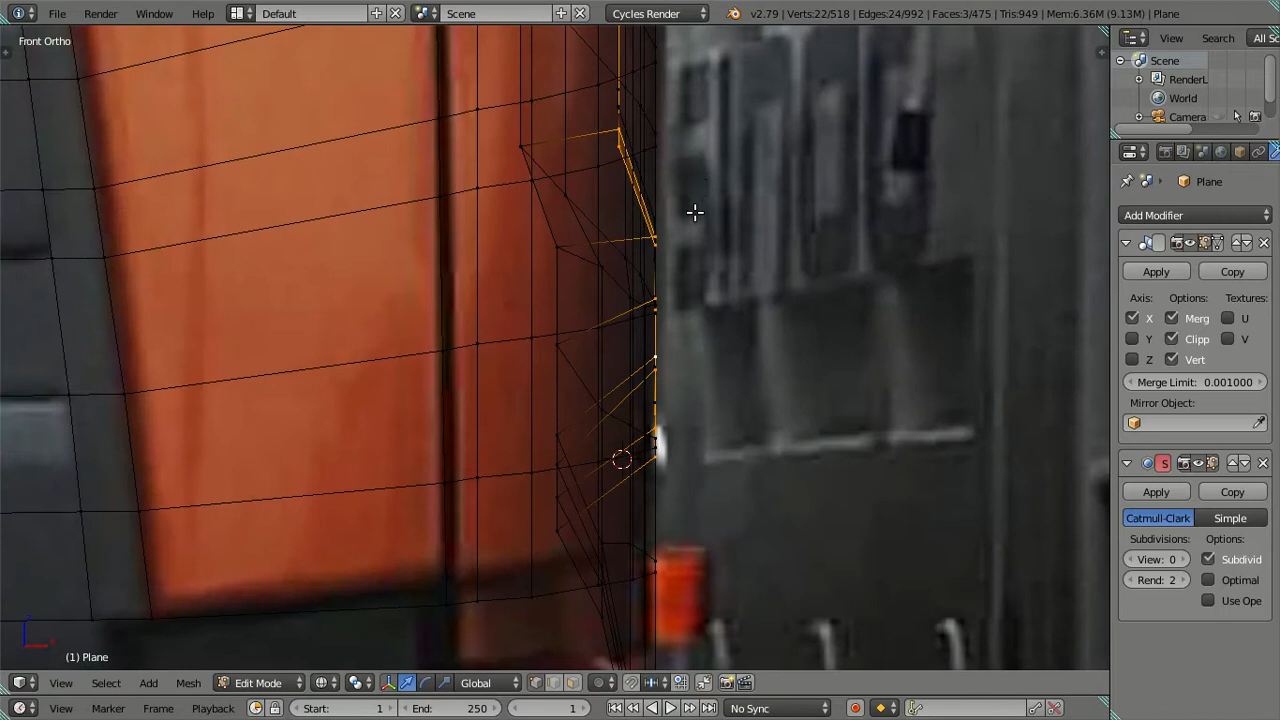 File Render Window Help Default Scene Cycles Render v2.79 | Verts:22/518 | Edges:24/992 | Faces:3/475 | Tris:949 | Mem:6.36M (9.13M) | Plane
Front Ortho
View Search All Sc
Scene
RenderL
World
Camera
Plane
Add Modifier
Apply Copy
Axis: Options: Textures:
X Merg U
Y Clipp V
Z Vert
Merge Limit: 0.001000
Mirror Object:
S
Apply Copy
Catmull-Clark Simple
Subdivisions: Options:
View: 0 Subdivid
Rend: 2 Optimal
Use Ope
(1) Plane
View Select Add Mesh Edit Mode Global
View Marker Frame Playback Start: 1 End: 250 1 No Sync